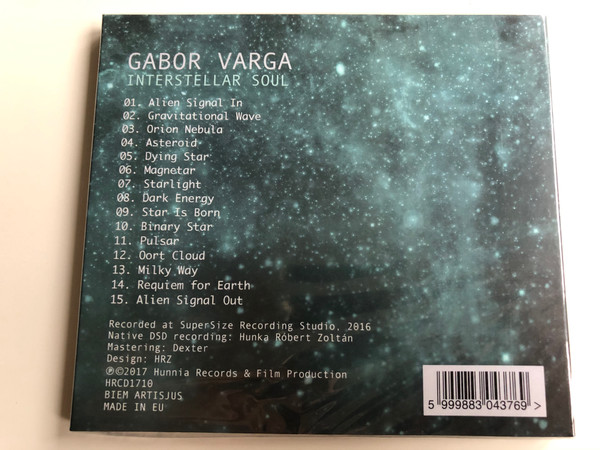 GABOR VARGA
INTERSTELLAR SOUL
01. Alien Signal In
02. Gravitational Wave
03. Orion Nebula
04. Asteroid
05. Dying Star
06. Magnetar
07. Starlight
08. Dark Energy
09. Star Is Born
10. Binary Star
11. Pulsar
12. Oort Cloud
13. Milky Way
14. Requiem for Earth
15. Alien Signal Out
Recorded at SuperSize Recording Studio, 2016
Native DSD recording: Hunka Róbert Zoltán
Mastering: Dexter
Design: HRZ
℗©2017 Hunnia Records & Film Production
HRCD1710
BIEM ARTISJUS
MADE IN EU
5 999883 043769 >